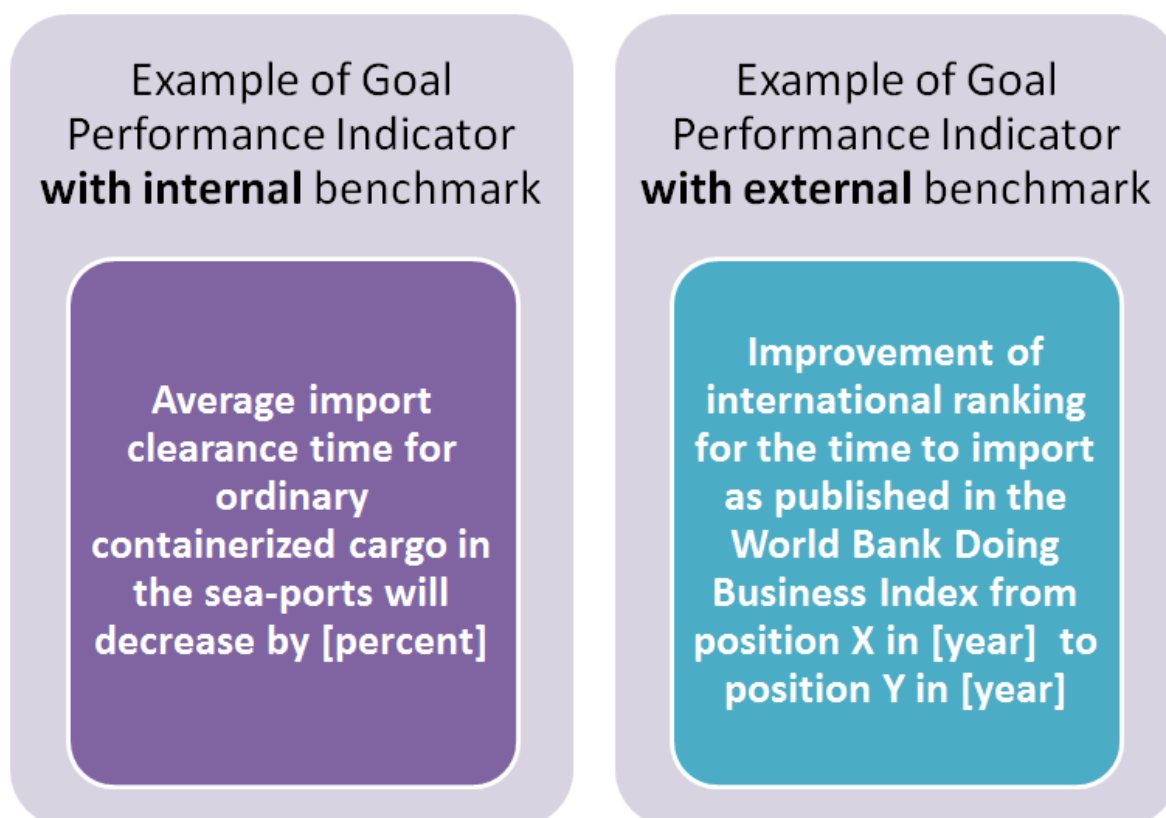 Example of Goal
Performance Indicator
with internal benchmark
Average import
clearance time for
ordinary
containerized cargo in
the sea-ports will
decrease by [percent]
Example of Goal
Performance Indicator
with external benchmark
Improvement of
international ranking
for the time to import
as published in the
World Bank Doing
Business Index from
position X in [year] to
position Y in [year]